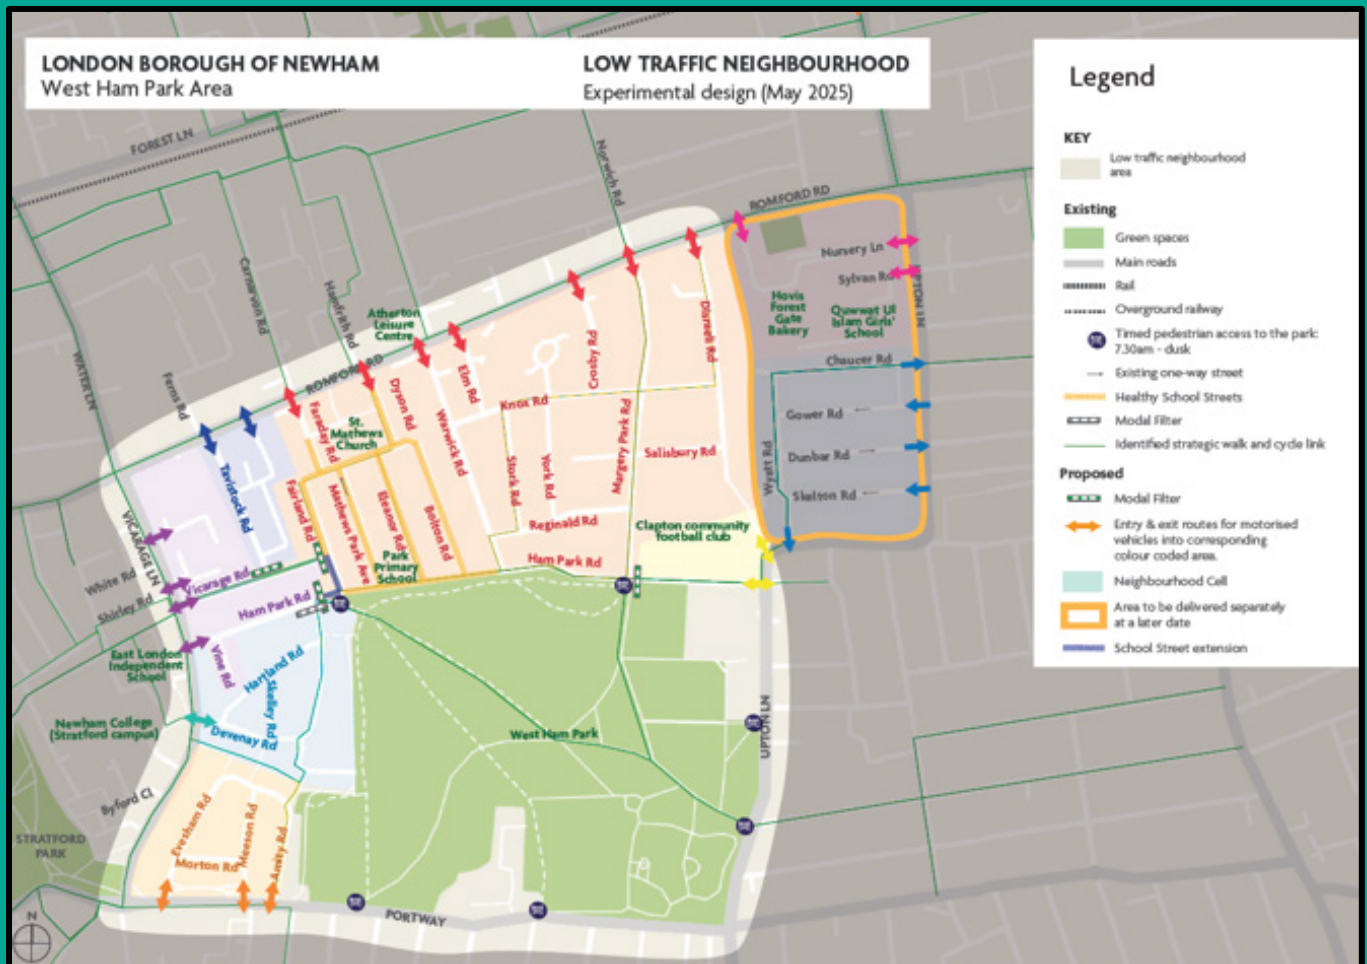 LONDON BOROUGH OF NEWHAM
West Ham Park Area
LOW TRAFFIC NEIGHBOURHOOD
Experimental design (May 2025)
Legend
KEY
Low traffic neighbourhood
area
Existing
Green spaces
Main roads
Rail
Overground railway
Timed pedestrian access to the park:
7.30am - dusk
Existing one-way street
Healthy School Streets
Modal Filter
Identified strategic walk and cycle link
Proposed
Modal Filter
Entry & exit routes for motorised
vehicles into corresponding
colour coded area.
Neighbourhood Cell
Area to be delivered separately
at a later date
School Street extension
FOREST LN
Norwich Rd
ROMFORD RD
Nursery Ln
Sylvan Rd
UPTON LN
Carnarvon Rd
Hamfrith Rd
Atherton
Leisure
Centre
Hovis
Forest
Gate
Bakery
Quwwat Ul
Islam Girls'
School
Disraeli Rd
WATER LN
Ferns Rd
ROMFORD RD
Elm Rd
Crosby Rd
Chaucer Rd
Dyson Rd
Knox Rd
Faraday Rd
St.
Mathews
Church
Warwick Rd
Margery Park Rd
Gower Rd
Salisbury Rd
Wyatt Rd
Dunbar Rd
Tavistock Rd
Stork Rd
York Rd
Skelton Rd
Fairland Rd
Mathews Park Ave
Eleanor Rd
Bolton Rd
Reginald Rd
Clapton community
football club
VICARAGE LN
Park
Primary
School
Ham Park Rd
White Rd
Vicarage Rd
Shirley Rd
Ham Park Rd
East London
Independent
School
Vine Rd
Hartland Rd
Skelley Rd
Newham College
(Stratford campus)
Devenay Rd
West Ham Park
UPTON LN
Byford Cl
Evesham Rd
Meeson Rd
Amity Rd
Morton Rd
STRATFORD
PARK
PORTWAY
N